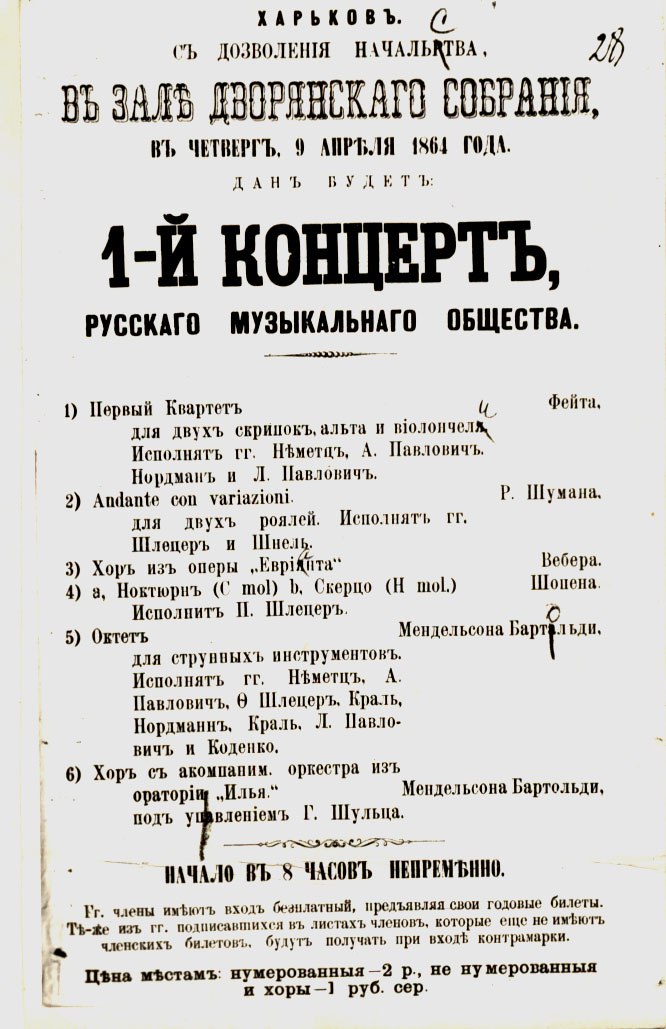 ХАРЬКОВЪ.
СЪ ДОЗВОЛЕНІЯ НАЧАЛЬСТВА,
28
ВЪ ЗАЛѢ ДВОРЯНСКАГО СОБРАНІЯ,
ВЪ ЧЕТВЕРГЪ, 9 АПРѢЛЯ 1864 ГОДА.
ДАНЪ БУДЕТЪ:
1-Й КОНЦЕРТЪ,
РУССКАГО МУЗЫКАЛЬНАГО ОБЩЕСТВА.
1) Первый Квартетъ Фейта,
для двухъ скрипокъ, альта и віолончели
Исполнятъ гг. Нѣметцъ, А. Павловичъ.
Нордманъ и Л. Павловичъ.
2) Andante con variazioni. Р. Шумана,
для двухъ роялей. Исполнятъ гг.
Шлецеръ и Шнель.
3) Хоръ изъ оперы „Евріанта“ Вебера.
4) a, Ноктюрнъ (C mol) b, Скерцо (H mol.) Шопена.
Исполнитъ П. Шлецеръ.
5) Октетъ Мендельсона Бартольди,
для струнныхъ инструментовъ.
Исполнятъ гг. Нѣметцъ, А.
Павловичъ, Ѳ Шлецеръ, Краль,
Нордманнъ, Краль, Л. Павло-
вичъ и Коденко.
6) Хоръ съ акомпаним. оркестра изъ
ораторіи „Илья.“ Мендельсона Бартольди,
подъ управленіемъ Г. Шульца.
НАЧАЛО ВЪ 8 ЧАСОВЪ НЕПРЕМѢННО.
Гг. члены имѣютъ входъ безплатный, предъявляя свои годовые билеты.
Тѣ-же изъ гг. подписавшихся въ листахъ членовъ, которые еще не имѣютъ
членскихъ билетовъ, будутъ получать при входѣ контрамарки.
Цѣна мѣстамъ: нумерованныя—2 р., не нумерованныя
и хоры—1 руб. сер.